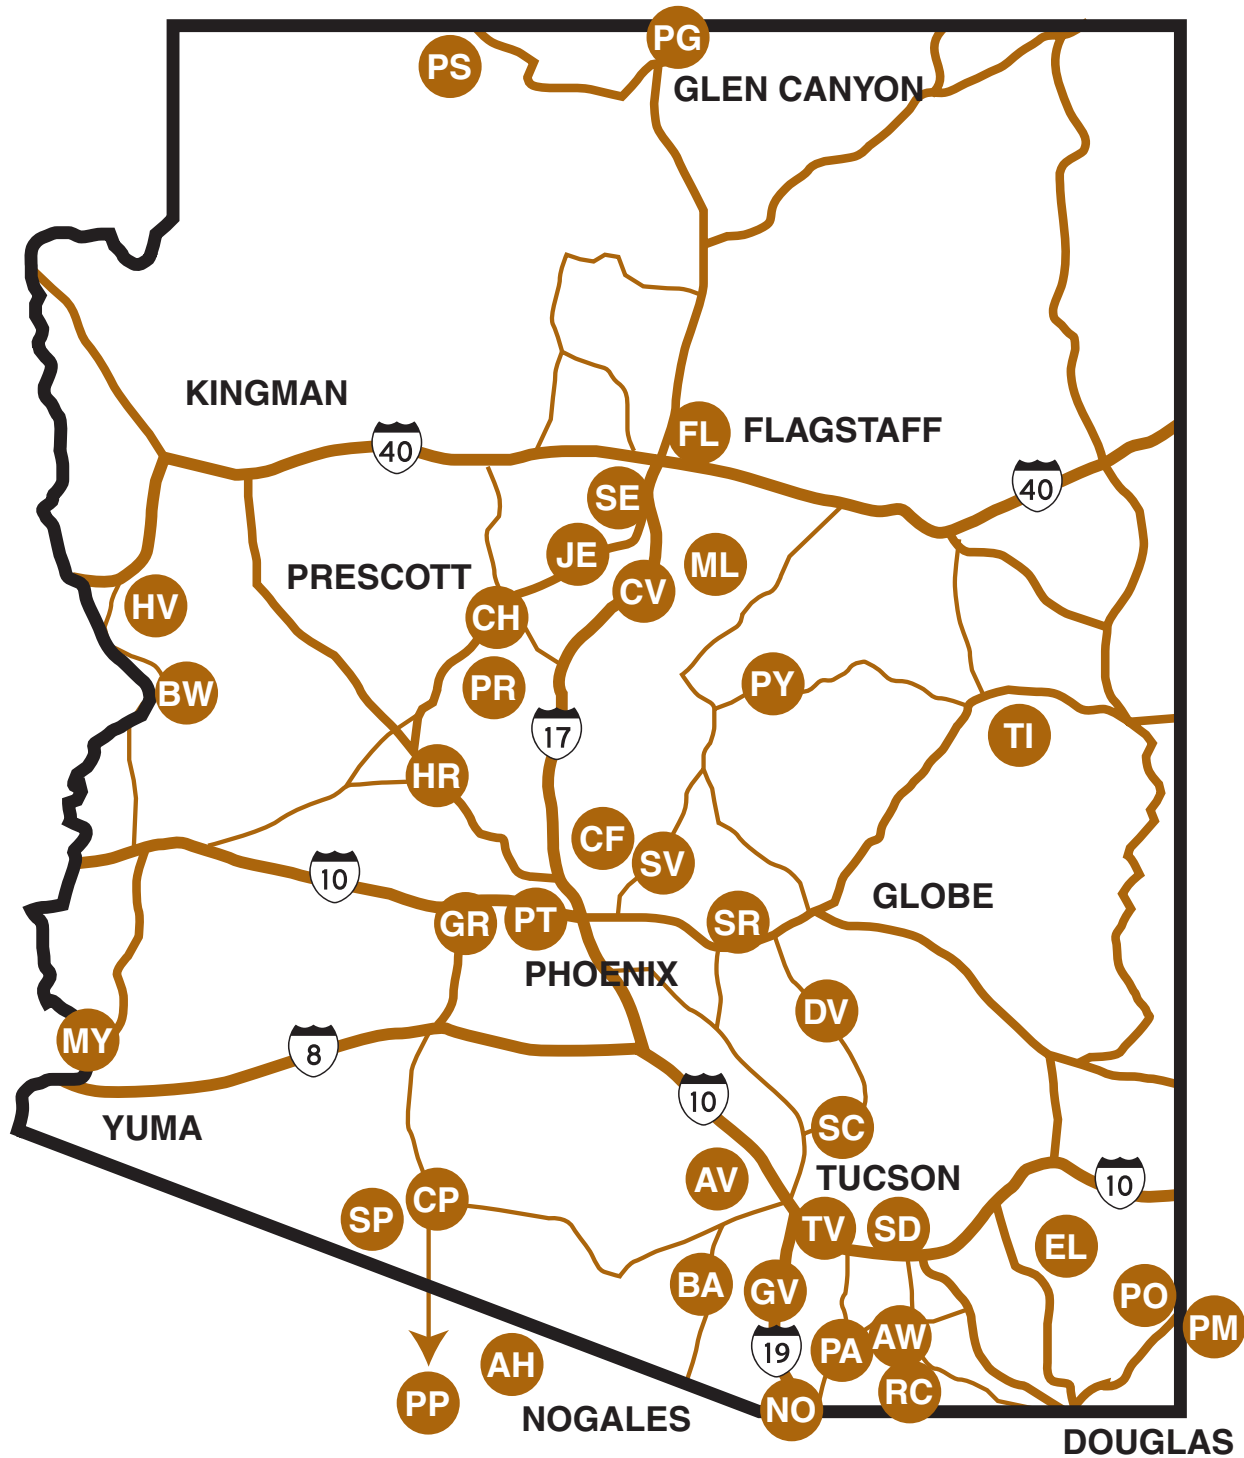 PG
PS
GLEN CANYON
KINGMAN
FL
FLAGSTAFF
40
40
SE
JE
ML
PRESCOTT
CV
HV
CH
BW
PR
PY
17
TI
HR
CF
SV
10
GLOBE
GR
PT
SR
PHOENIX
DV
MY
8
10
YUMA
SC
AV
TUCSON
10
CP
SP
TV
SD
EL
BA
GV
PO
PM
19
PA
AW
AH
RC
PP
NO
NOGALES
DOUGLAS